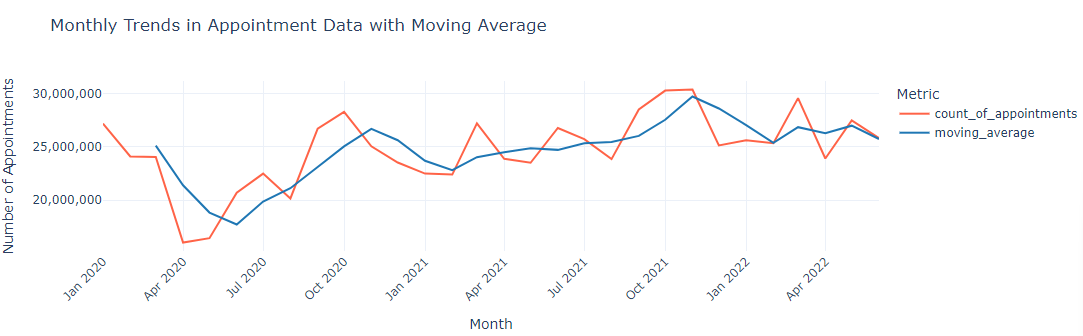 Monthly Trends in Appointment Data with Moving Average
Number of Appointments
30,000,000
25,000,000
20,000,000
Jan 2020
Apr 2020
Jul 2020
Oct 2020
Jan 2021
Apr 2021
Jul 2021
Oct 2021
Jan 2022
Apr 2022
Month
Metric
count_of_appointments
moving_average